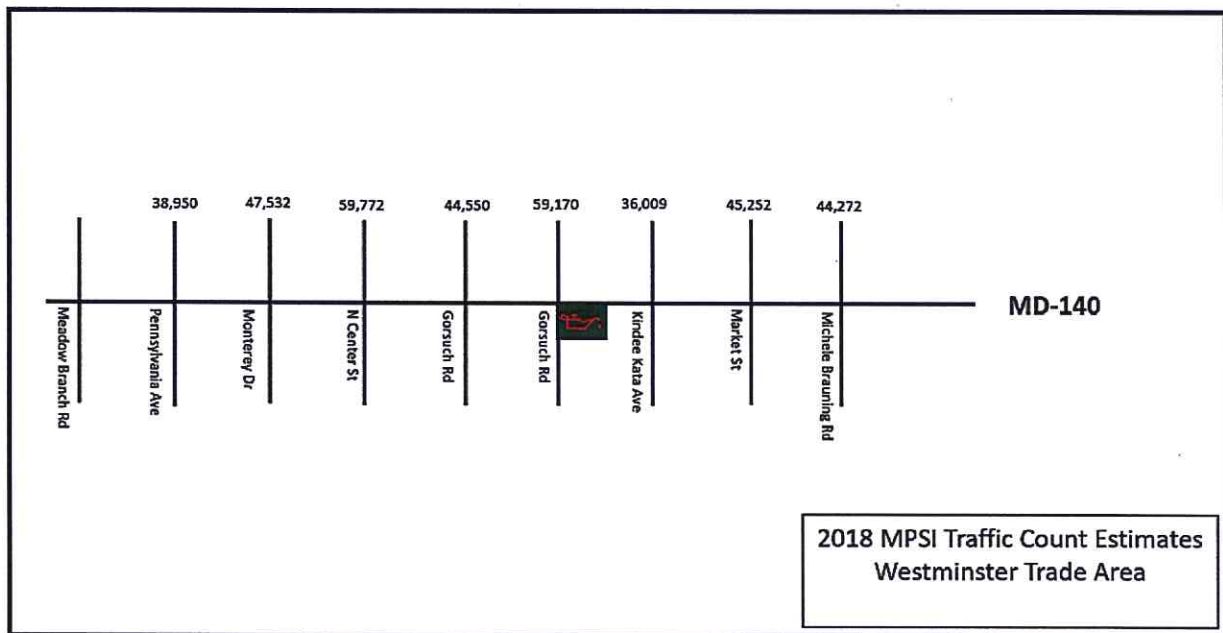 38,950
47,532
59,772
44,550
59,170
36,009
45,252
44,272
MD-140
Meadow Branch Rd
Pennsylvania Ave
Monterey Dr
N Center St
Gorsuch Rd
Gorsuch Rd
Kindee Kata Ave
Market St
Michele Brauning Rd
2018 MPSI Traffic Count Estimates
Westminster Trade Area